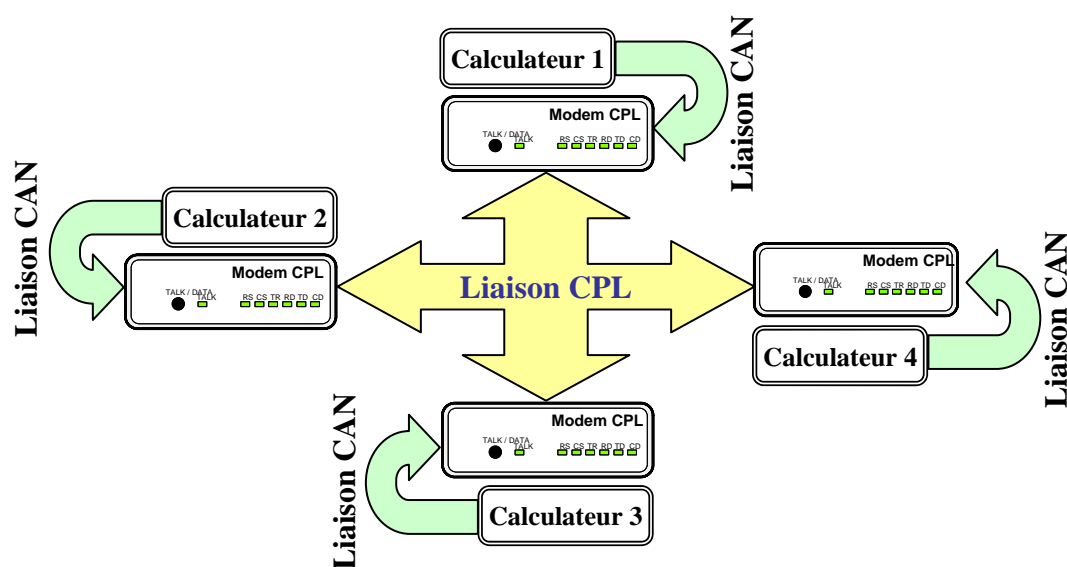 Calculateur 1
Liaison CAN
Modem CPL
TALK / DATA
TALK
RS CS TR RD TD CD
Liaison CAN
Calculateur 2
Modem CPL
TALK / DATA
TALK
RS CS TR RD TD CD
Liaison CPL
Modem CPL
TALK / DATA
TALK
RS CS TR RD TD CD
Calculateur 4
Liaison CAN
Liaison CAN
Modem CPL
TALK / DATA
TALK
RS CS TR RD TD CD
Calculateur 3